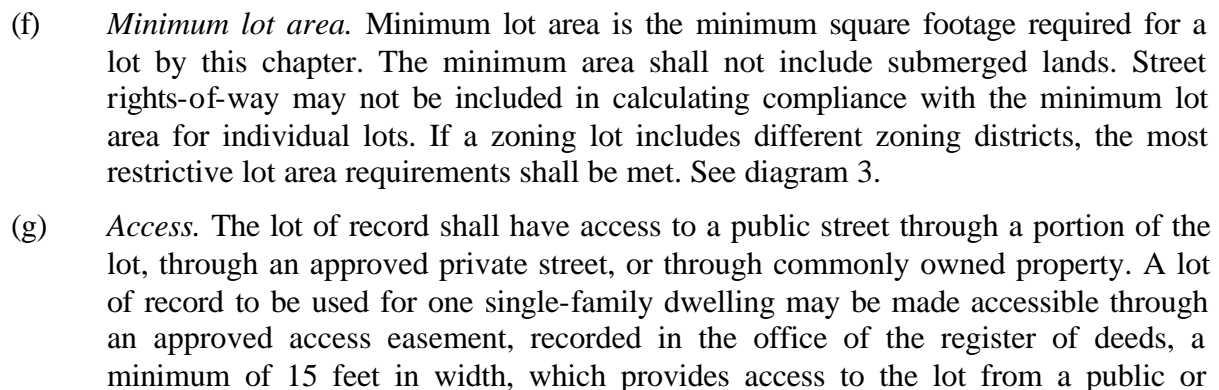 (f) Minimum lot area. Minimum lot area is the minimum square footage required for a
lot by this chapter. The minimum area shall not include submerged lands. Street
rights-of-way may not be included in calculating compliance with the minimum lot
area for individual lots. If a zoning lot includes different zoning districts, the most
restrictive lot area requirements shall be met. See diagram 3.
(g) Access. The lot of record shall have access to a public street through a portion of the
lot, through an approved private street, or through commonly owned property. A lot
of record to be used for one single-family dwelling may be made accessible through
an approved access easement, recorded in the office of the register of deeds, a
minimum of 15 feet in width, which provides access to the lot from a public or